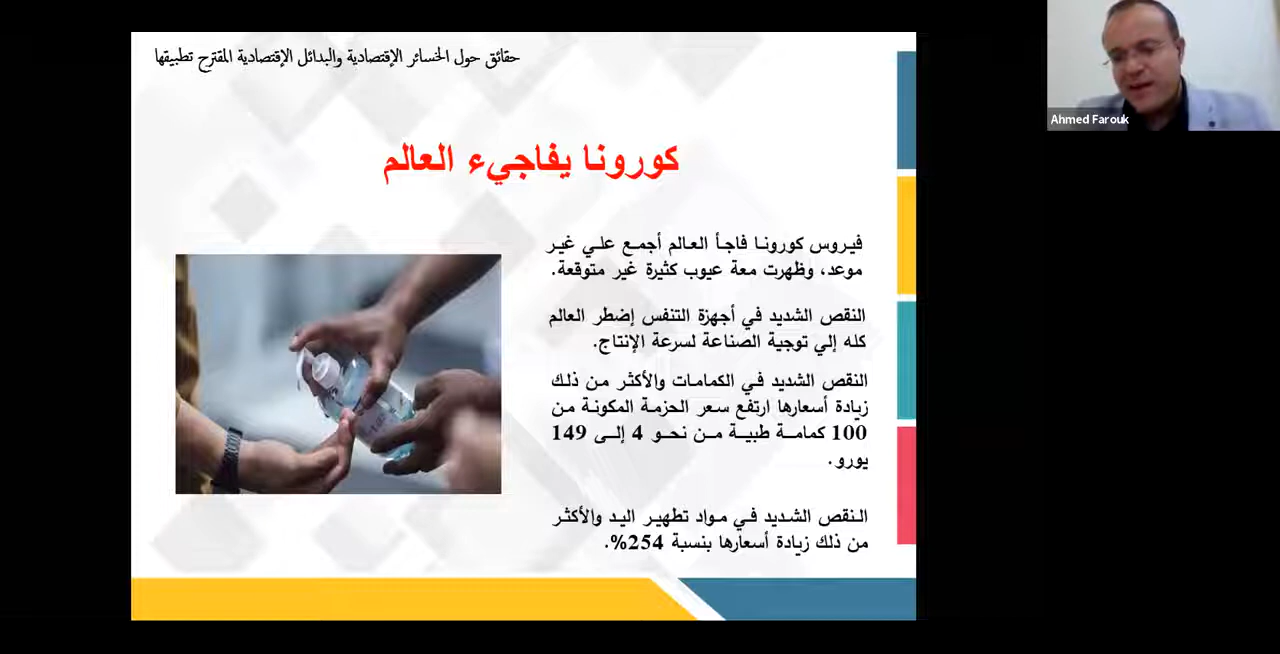 حقائق حول الخسائر الإقتصادية والبدائل الإقتصادية المقترح تطبيقها
كورونا يفاجيء العالم
فيروس كورونا فاجأ العالم أجمع علي غير
موعد، وظهرت معة عيوب كثيرة غير متوقعة.
النقص الشديد في أجهزة التنفس إضطر العالم
كله إلي توجية الصناعة لسرعة الإنتاج.
النقص الشديد في الكمامات والأكثر من ذلك
زيادة أسعارها ارتفع سعر الحزمة المكونة من
100 كمامة طبية من نحو 4 إلى 149
يورو.
النقص الشديد في مواد تطهير اليد والأكثر
من ذلك زيادة أسعارها بنسبة 254%.
Ahmed Farouk